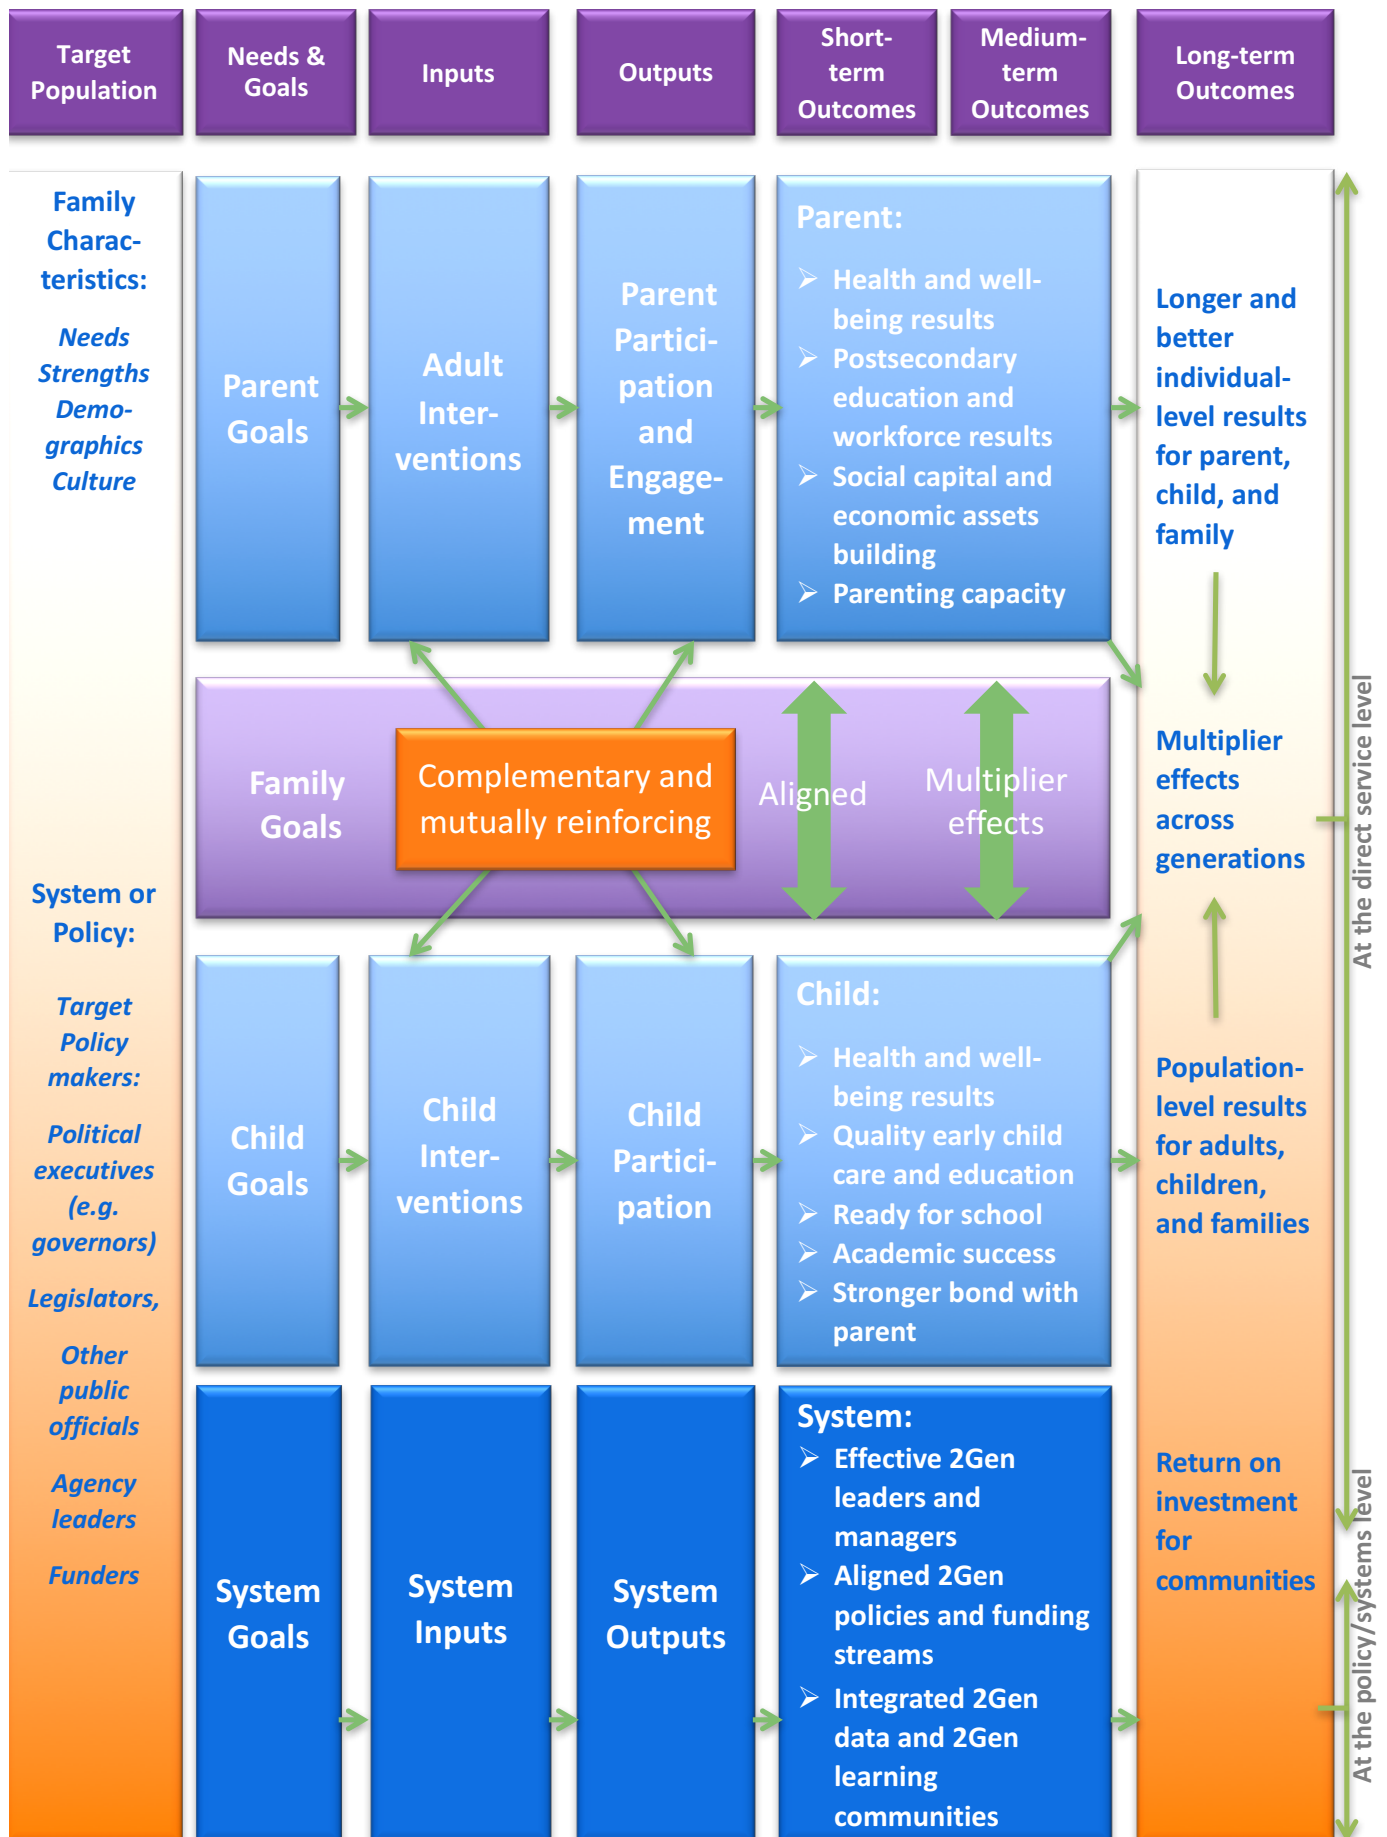 Target
Population
Needs &
Goals
Inputs
Outputs
Short-
term
Outcomes
Medium-
term
Outcomes
Long-term
Outcomes
Family
Charac-
teristics:
Needs
Strengths
Demo-
graphics
Culture
System or
Policy:
Target
Policy
makers:
Political
executives
(e.g.
governors)
Legislators,
Other
public
officials
Agency
leaders
Funders
Parent
Goals
Adult
Inter-
ventions
Parent
Partici-
pation
and
Engage-
ment
Parent:
➢ Health and well-
being results
➢ Postsecondary
education and
workforce results
➢ Social capital and
economic assets
building
➢ Parenting capacity
Family
Goals
Complementary and
mutually reinforcing
Aligned
Multiplier
effects
Child
Goals
Child
Inter-
ventions
Child
Partici-
pation
Child:
➢ Health and well-
being results
➢ Quality early child
care and education
➢ Ready for school
➢ Academic success
➢ Stronger bond with
parent
System
Goals
System
Inputs
System
Outputs
System:
➢ Effective 2Gen
leaders and
managers
➢ Aligned 2Gen
policies and funding
streams
➢ Integrated 2Gen
data and 2Gen
learning
communities
Longer and
better
individual-
level results
for parent,
child, and
family
Multiplier
effects
across
generations
Population-
level results
for adults,
children,
and families
Return on
investment
for
communities
At the direct service level
At the policy/systems level